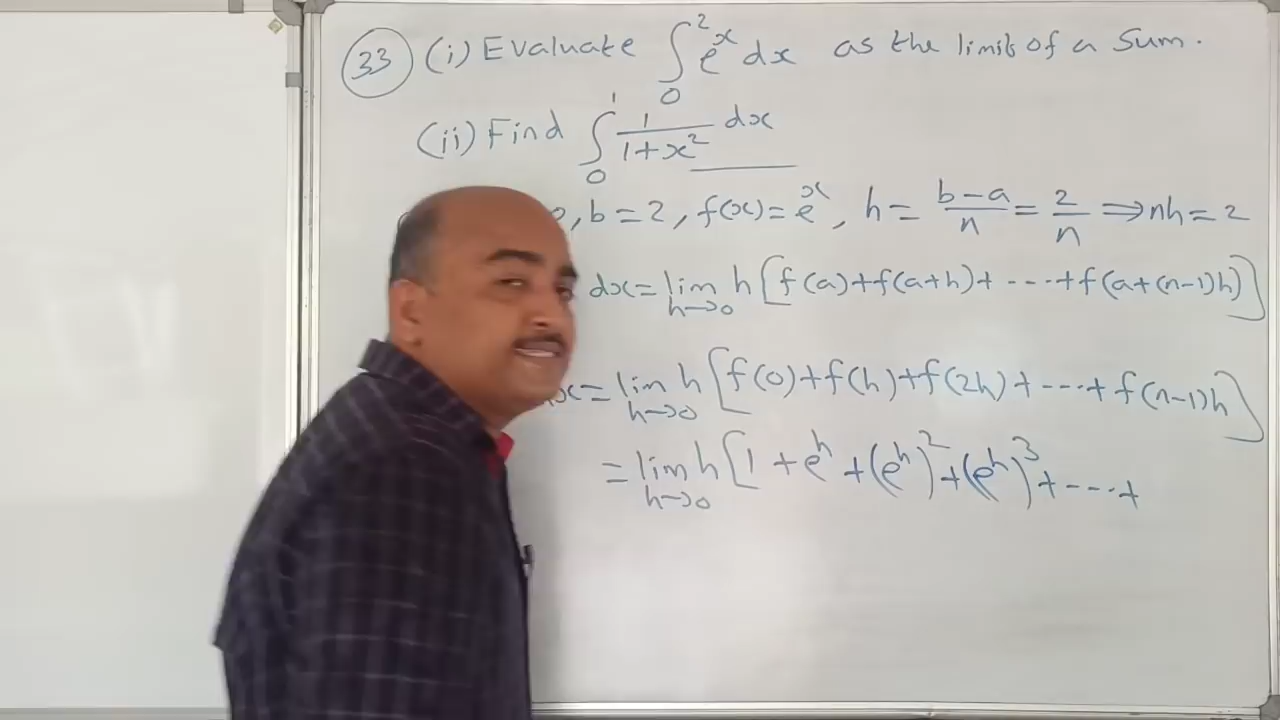 33 (i) Evaluate ∫₀² eˣ dx as the limit of a sum.
(ii) Find ∫₀¹ 1/(1+x²) dx
, b = 2, f(x) = eˣ, h = (b-a)/n = 2/n ⇒ nh = 2
dx = lim h→0 h [f(a)+f(a+h)+ ----+f(a+(n-1)h)]
x = lim h→0 h [f(0)+f(h)+f(2h)+ ---+ f(n-1)h]
= lim h→0 h [1 + eʰ + (eʰ)² + (eʰ)³ + ----+